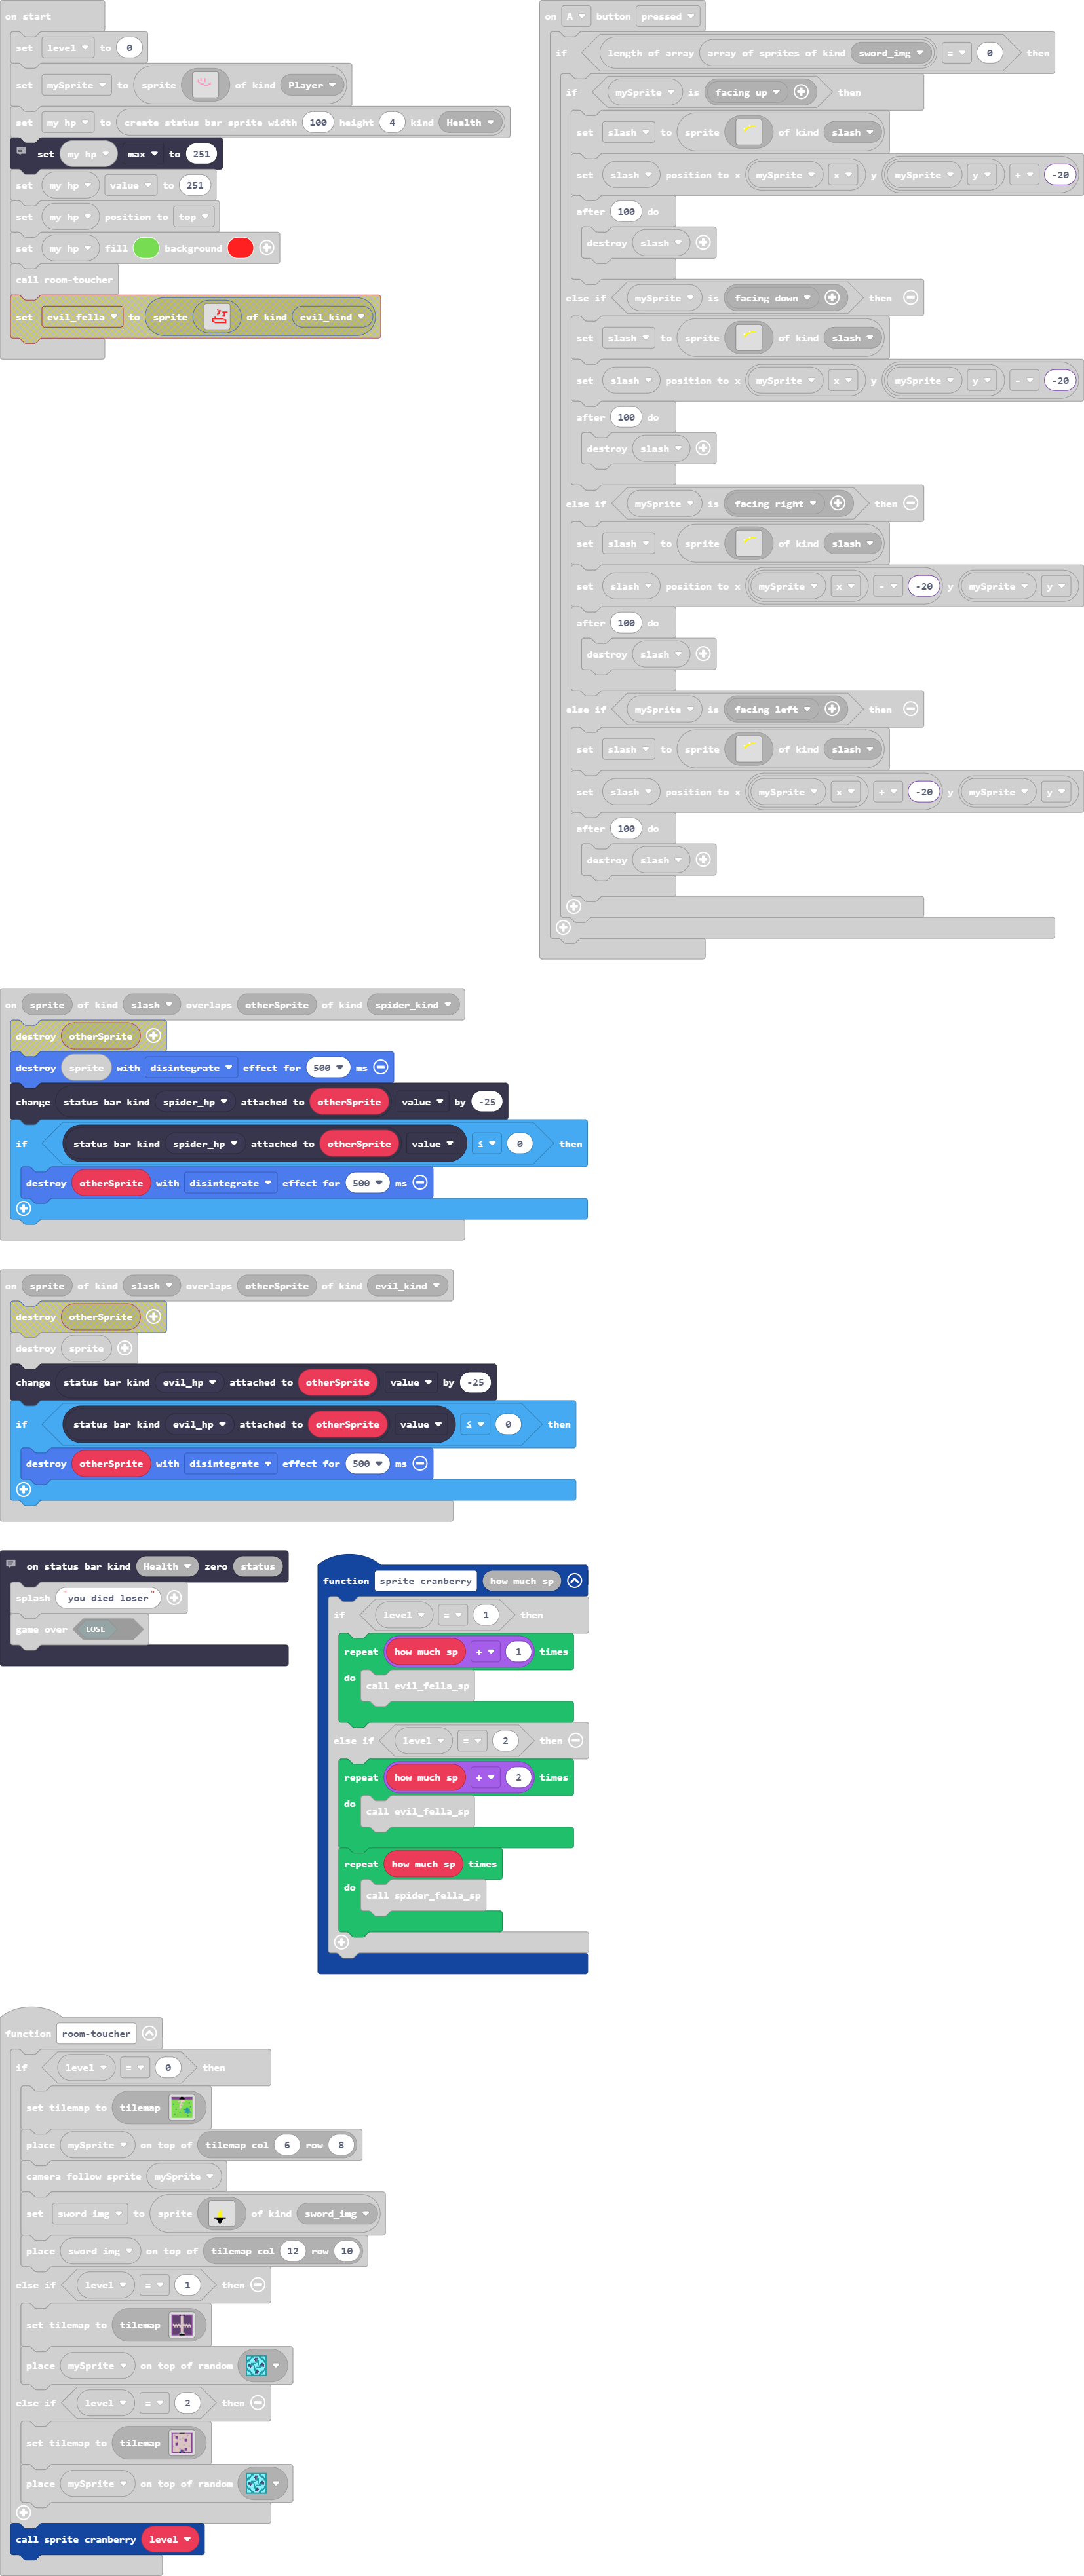 on start
set level to 0
set mySprite to sprite of kind Player
set my hp to create status bar sprite width 100 height 4 kind Health
set my hp max to 251
set my hp value to 251
set my hp position to top
set my hp fill background
call room-toucher
set evil_fella to sprite of kind evil_kind
on A button pressed
if length of array array of sprites of kind sword_img = 0 then
if mySprite is facing up then
set slash to sprite of kind slash
set slash position to x mySprite x y mySprite y + -20
after 100 do
destroy slash
else if mySprite is facing down then
set slash to sprite of kind slash
set slash position to x mySprite x y mySprite y - -20
after 100 do
destroy slash
else if mySprite is facing right then
set slash to sprite of kind slash
set slash position to x mySprite x - -20 y mySprite y
after 100 do
destroy slash
else if mySprite is facing left then
set slash to sprite of kind slash
set slash position to x mySprite x + -20 y mySprite y
after 100 do
destroy slash
on sprite of kind slash overlaps otherSprite of kind spider_kind
destroy otherSprite
destroy sprite with disintegrate effect for 500 ms
change status bar kind spider_hp attached to otherSprite value by -25
if status bar kind spider_hp attached to otherSprite value ≤ 0 then
destroy otherSprite with disintegrate effect for 500 ms
on sprite of kind slash overlaps otherSprite of kind evil_kind
destroy otherSprite
destroy sprite
change status bar kind evil_hp attached to otherSprite value by -25
if status bar kind evil_hp attached to otherSprite value ≤ 0 then
destroy otherSprite with disintegrate effect for 500 ms
on status bar kind Health zero status
splash "you died loser"
game over LOSE
function sprite cranberry how much sp
if level = 1 then
repeat how much sp + 1 times
do call evil_fella_sp
else if level = 2 then
repeat how much sp + 2 times
do call evil_fella_sp
repeat how much sp times
do call spider_fella_sp
function room-toucher
if level = 0 then
set tilemap to tilemap
place mySprite on top of tilemap col 6 row 8
camera follow sprite mySprite
set sword img to sprite of kind sword_img
place sword img on top of tilemap col 12 row 10
else if level = 1 then
set tilemap to tilemap
place mySprite on top of random
else if level = 2 then
set tilemap to tilemap
place mySprite on top of random
call sprite cranberry level